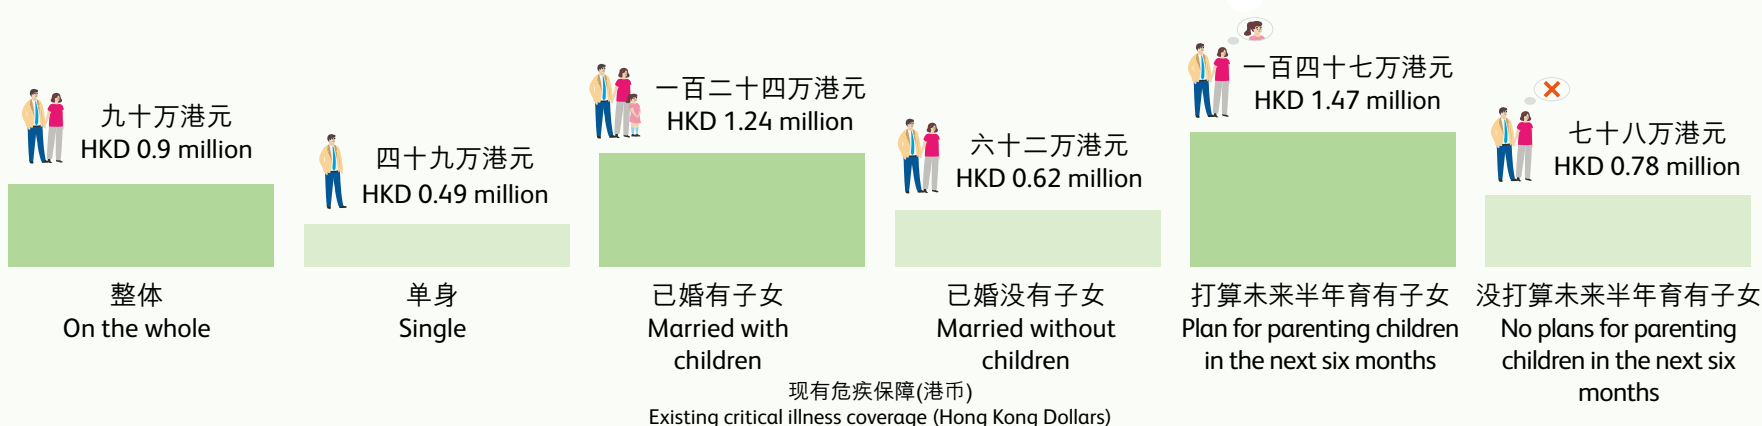 九十万港元
HKD 0.9 million
整体
On the whole
四十九万港元
HKD 0.49 million
单身
Single
一百二十四万港元
HKD 1.24 million
已婚有子女
Married with
children
六十二万港元
HKD 0.62 million
已婚没有子女
Married without
children
一百四十七万港元
HKD 1.47 million
打算未来半年育有子女
Plan for parenting children
in the next six months
七十八万港元
HKD 0.78 million
没打算未来半年育有子女
No plans for parenting
children in the next six
months
现有危疾保障(港币)
Existing critical illness coverage (Hong Kong Dollars)